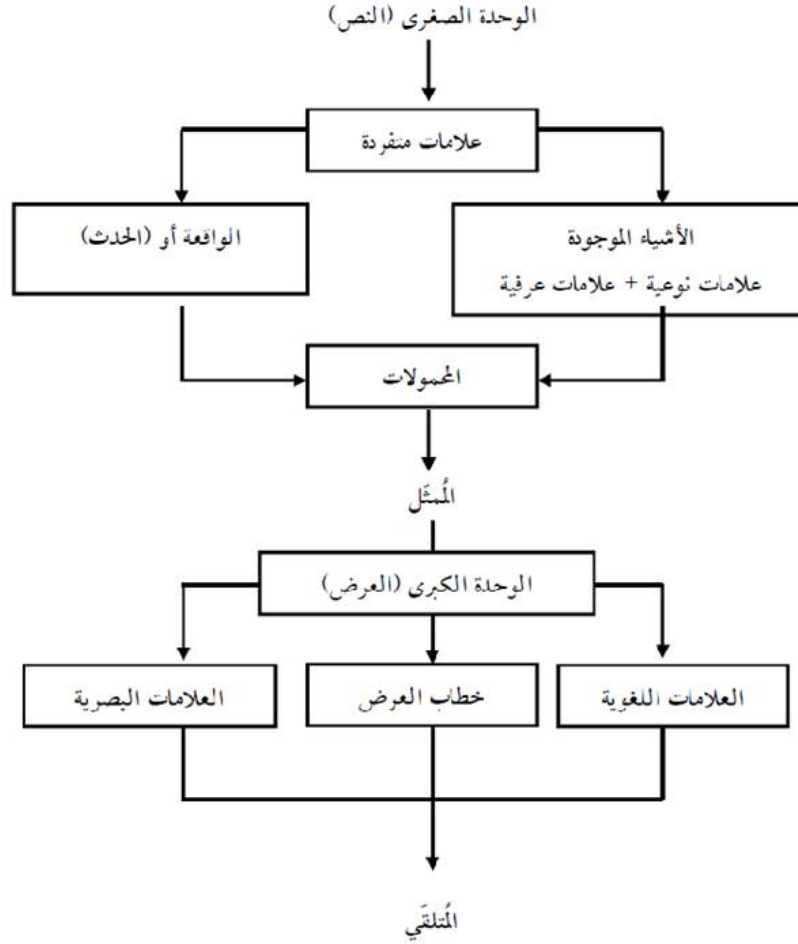 الوحدة الصغرى (النص)
علامات متفردة
الأشياء الموجودة
علامات نوعية + علامات عرفية
الواقعة أو (الحدث)
المحمولات
المُمثّل
الوحدة الكبرى (العرض)
العلامات اللغوية
خطاب العرض
العلامات البصرية
المُتلقّي